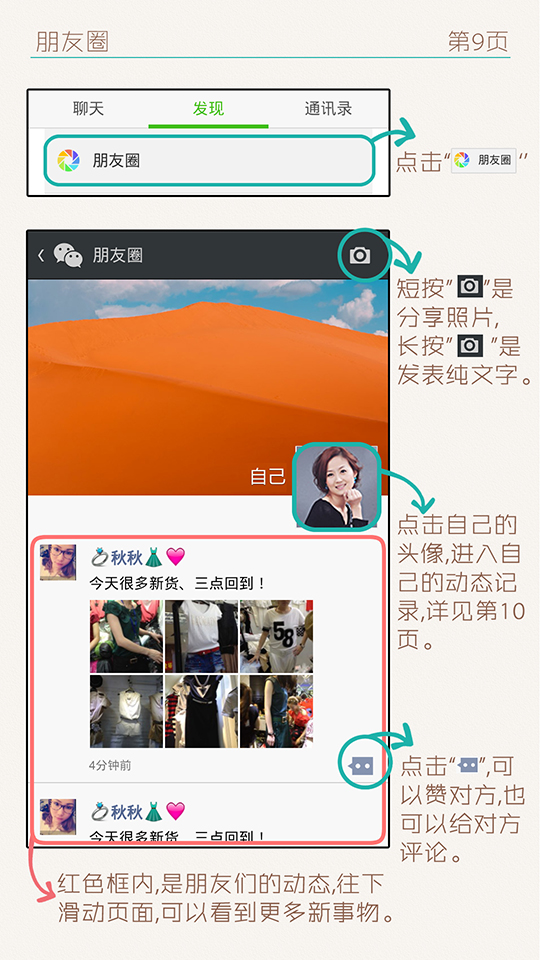 朋友圈
第9页
聊天
发现
通讯录
朋友圈
点击“朋友圈”
朋友圈
短按”“是
分享照片,
长按”“是
发表纯文字。
自己
点击自己的
头像,进入自
己的动态记
录,详见第10
页。
秋秋
今天很多新货、三点回到！
58
4分钟前
点击“”,可
以赞对方,也
可以给对方
评论。
秋秋
今天很多新货、三点回到！
红色框内,是朋友们的动态,往下
滑动页面,可以看到更多新事物。